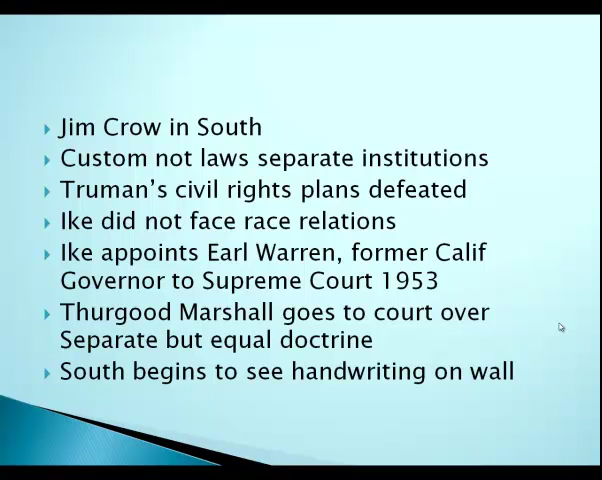 Jim Crow in South
Custom not laws separate institutions
Truman's civil rights plans defeated
Ike did not face race relations
Ike appoints Earl Warren, former Calif
Governor to Supreme Court 1953
Thurgood Marshall goes to court over
Separate but equal doctrine
South begins to see handwriting on wall